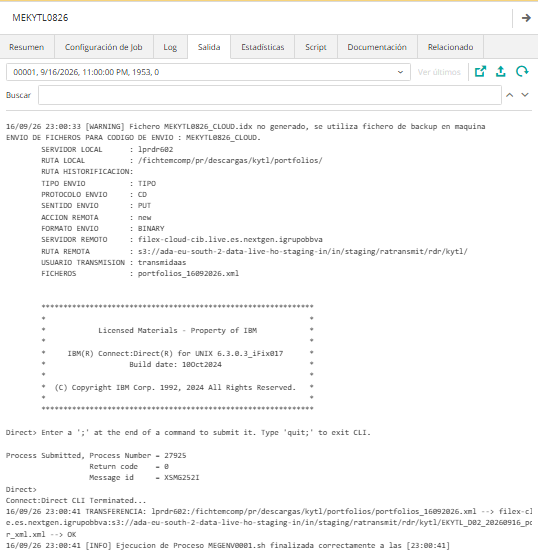 MEKYTL0826
Resumen Configuración de Job Log Salida Estadísticas Script Documentación Relacionado
00001, 9/16/2026, 11:00:00 PM, 1953, 0 Ver últimos
Buscar
16/09/26 23:00:33 [WARNING] Fichero MEKYTL0826_CLOUD.idx no generado, se utiliza fichero de backup en maquina
ENVIO DE FICHEROS PARA CODIGO DE ENVIO : MEKYTL0826_CLOUD.
SERVIDOR LOCAL : lprdr602
RUTA LOCAL : /fichtemcomp/pr/descargas/kytl/portfolios/
RUTA HISTORIFICACION:
TIPO ENVIO : TIPO
PROTOCOLO ENVIO : CD
SENTIDO ENVIO : PUT
ACCION REMOTA : new
FORMATO ENVIO : BINARY
SERVIDOR REMOTO : filex-cloud-cib.live.es.nextgen.igrupobbva
RUTA REMOTA : s3://ada-eu-south-2-data-live-ho-staging-in/in/staging/ratransmit/rdr/kytl/
USUARIO TRANSMISION : transmidaas
FICHEROS : portfolios_16092026.xml
**************************************************************
* *
* Licensed Materials - Property of IBM *
* *
* IBM(R) Connect:Direct(R) for UNIX 6.3.0.3_iFix017 *
* Build date: 10Oct2024 *
* *
* (C) Copyright IBM Corp. 1992, 2024 All Rights Reserved. *
* *
**************************************************************
Direct> Enter a ';' at the end of a command to submit it. Type 'quit;' to exit CLI.
Process Submitted, Process Number = 27925
Return code = 0
Message id = XSMG252I
Direct>
Connect:Direct CLI Terminated...
16/09/26 23:00:41 TRANSFERENCIA: lprdr602:/fichtemcomp/pr/descargas/kytl/portfolios/portfolios_16092026.xml --> filex-cl
e.es.nextgen.igrupobbva:s3://ada-eu-south-2-data-live-ho-staging-in/in/staging/ratransmit/rdr/kytl/EKYTL_D02_20260916_po
r_xml.xml --> OK
16/09/26 23:00:41 [INFO] Ejecucion de Proceso MEGENV0001.sh finalizada correctamente a las [23:00:41]